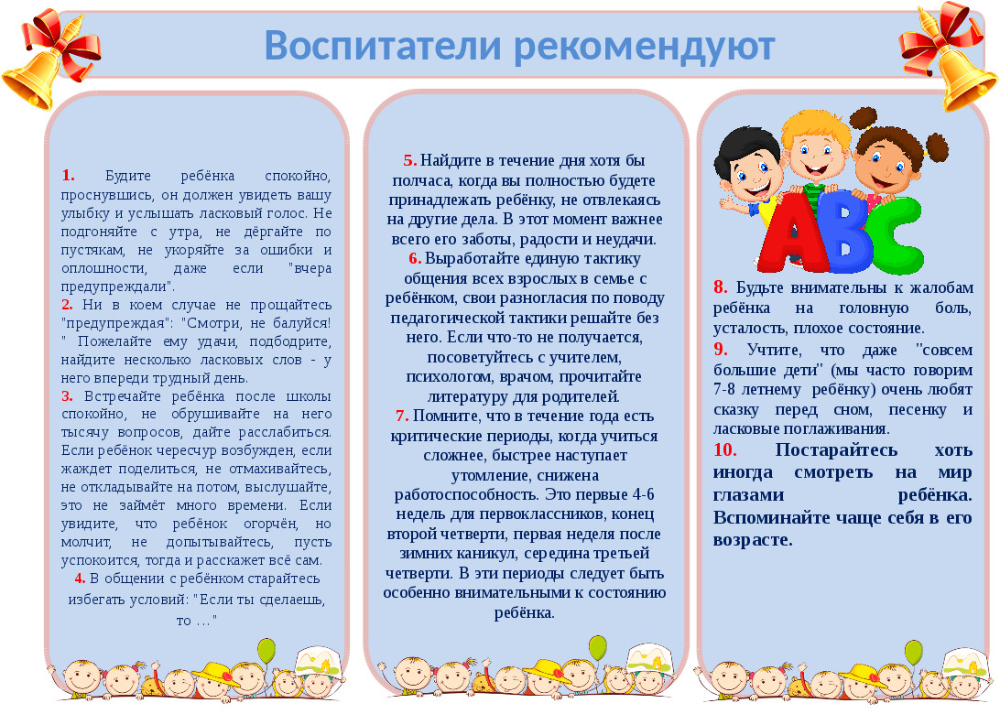 Воспитатели рекомендуют
1. Будите ребёнка спокойно,
проснувшись, он должен увидеть вашу
улыбку и услышать ласковый голос. Не
подгоняйте с утра, не дёргайте по
пустякам, не укоряйте за ошибки и
оплошности, даже если "вчера
предупреждали".
2. Ни в коем случае не прощайтесь
"предупреждая": "Смотри, не балуйся!
" Пожелайте ему удачи, подбодрите,
найдите несколько ласковых слов - у
него впереди трудный день.
3. Встречайте ребёнка после школы
спокойно, не обрушивайте на него
тысячу вопросов, дайте расслабиться.
Если ребёнок чересчур возбужден, если
жаждет поделиться, не отмахивайтесь,
не откладывайте на потом, выслушайте,
это не займёт много времени. Если
увидите, что ребёнок огорчён, но
молчит, не допытывайтесь, пусть
успокоится, тогда и расскажет всё сам.
4. В общении с ребёнком старайтесь
избегать условий: "Если ты сделаешь,
то …"
5. Найдите в течение дня хотя бы
полчаса, когда вы полностью будете
принадлежать ребёнку, не отвлекаясь
на другие дела. В этот момент важнее
всего его заботы, радости и неудачи.
6. Выработайте единую тактику
общения всех взрослых в семье с
ребёнком, свои разногласия по поводу
педагогической тактики решайте без
него. Если что-то не получается,
посоветуйтесь с учителем,
психологом, врачом, прочитайте
литературу для родителей.
7. Помните, что в течение года есть
критические периоды, когда учиться
сложнее, быстрее наступает
утомление, снижена
работоспособность. Это первые 4-6
недель для первоклассников, конец
второй четверти, первая неделя после
зимних каникул, середина третьей
четверти. В эти периоды следует быть
особенно внимательными к состоянию
ребёнка.
ABC
8. Будьте внимательны к жалобам
ребёнка на головную боль,
усталость, плохое состояние.
9. Учтите, что даже "совсем
большие дети" (мы часто говорим
7-8 летнему ребёнку) очень любят
сказку перед сном, песенку и
ласковые поглаживания.
10. Постарайтесь хоть
иногда смотреть на мир
глазами ребёнка.
Вспоминайте чаще себя в его
возрасте.